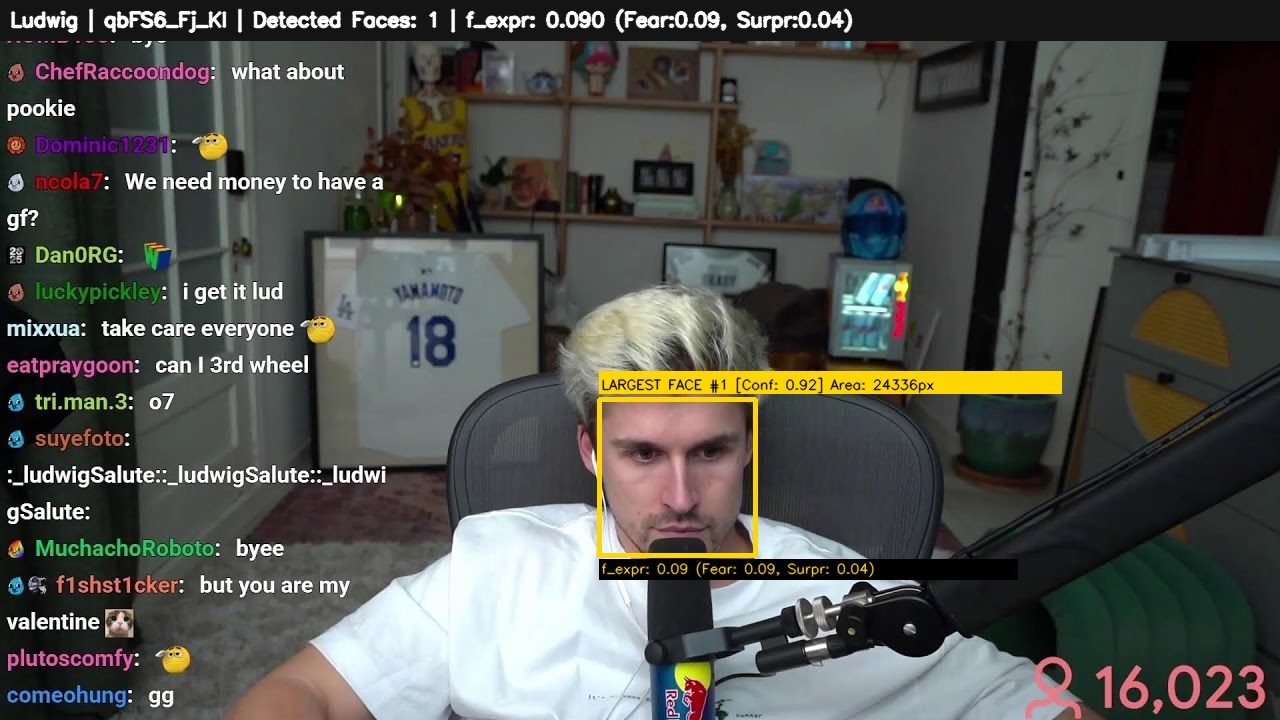 Ludwig | qbFS6_Fj_KI | Detected Faces: 1 | f_expr: 0.090 (Fear:0.09, Surpr:0.04)
ChefRaccoondog: what about
pookie
Dominic1231:
ncola7: We need money to have a
gf?
Dan0RG:
luckypickley: i get it lud
mixxua: take care everyone
eatpraygoon: can I 3rd wheel
tri.man.3: o7
suyefoto:
:_ludwigSalute::_ludwigSalute::_ludwi
gSalute:
MuchachoRoboto: byee
f1shst1cker: but you are my
valentine
plutoscomfy:
comeohung: gg
YAMAMOTO
18
LA
LARGEST FACE #1 [Conf: 0.92] Area: 24336px
f_expr: 0.09 (Fear: 0.09, Surpr: 0.04)
Red
16,023